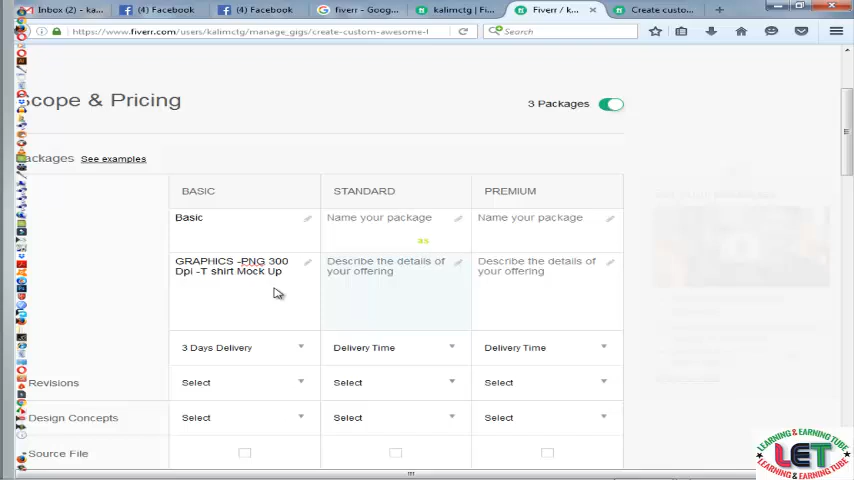 Inbox (2) - ka...
(4) Facebook
(4) Facebook
fiverr - Goog...
kalimctg | Fi...
Fiverr / k...
Create custo...
https://www.fiverr.com/users/kalimctg/manage_gigs/create-custom-awesome-l
Search
Scope & Pricing
3 Packages
Packages See examples
BASIC STANDARD PREMIUM
Basic
Name your package
Name your package
as
GRAPHICS -PNG 300
Dpi -T shirt Mock Up
Describe the details of
your offering
Describe the details of
your offering
3 Days Delivery
Delivery Time
Delivery Time
Revisions Select Select Select
Design Concepts Select Select Select
Source File
LEARNING & EARNING TUBE
LET
LEARNING & EARNING TUBE